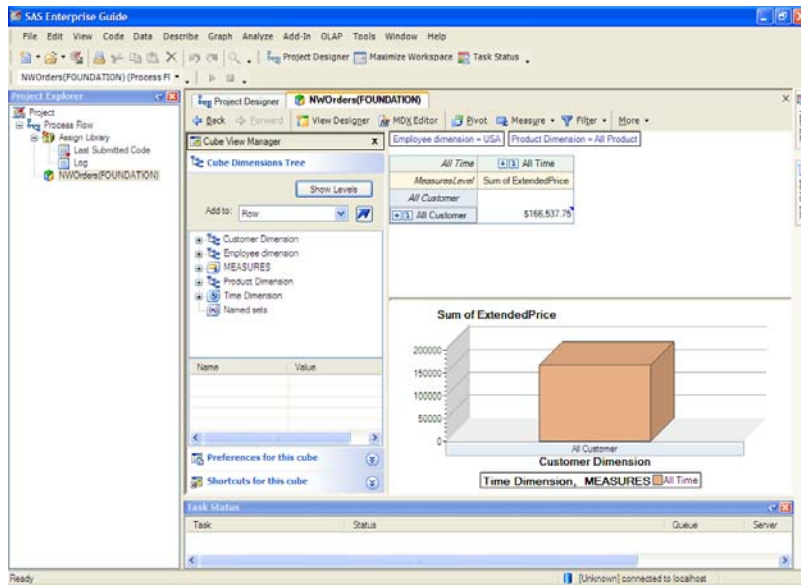 SAS Enterprise Guide
File Edit View Code Data Describe Graph Analyze Add-In OLAP Tools Window Help
Project Designer Maximize Workspace Task Status
NWOrders(FOUNDATION) (Process Fl
Project Explorer
Project
Process Flow
Assign Library
Last Submitted Code
Log
NWOrders(FOUNDATION)
Project Designer NWOrders(FOUNDATION)
Back Forward View Designer MDX Editor Pivot Measure Filter More
Cube View Manager
Cube Dimensions Tree
Show Levels
Add to: Row
Customer Dimension
Employee dimension
MEASURES
Product Dimension
Time Dimension
Named sets
Name Value
Preferences for this cube
Shortcuts for this cube
Employee dimension = USA Product Dimension = All Product
All Time All Time
MeasuresLevel Sum of ExtendedPrice
All Customer
All Customer $166,537.75
Sum of ExtendedPrice
200000
150000
100000
50000
0
All Customer
Customer Dimension
Time Dimension, MEASURES All Time
Task Status
Task Status Queue Server
Ready [Unknown] connected to localhost